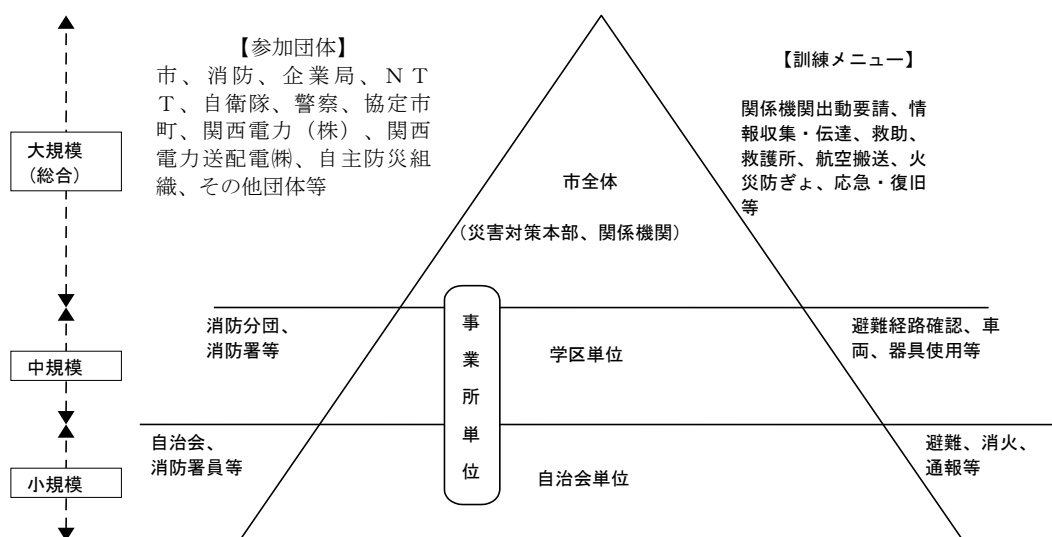 【参加団体】
市、消防、企業局、ＮＴ
Ｔ、自衛隊、警察、協定市
町、関西電力（株）、関西
電力送配電㈱、自主防災組
織、その他団体等
【訓練メニュー】
関係機関出動要請、情
報収集・伝達、救助、
救護所、航空搬送、火
災防ぎょ、応急・復旧
等
大規模
（総合）
市全体
（災害対策本部、関係機関）
消防分団、
消防署等
中規模
事業所単位
学区単位
避難経路確認、車
両、器具使用等
自治会、
消防署員等
小規模
自治会単位
避難、消火、
通報等